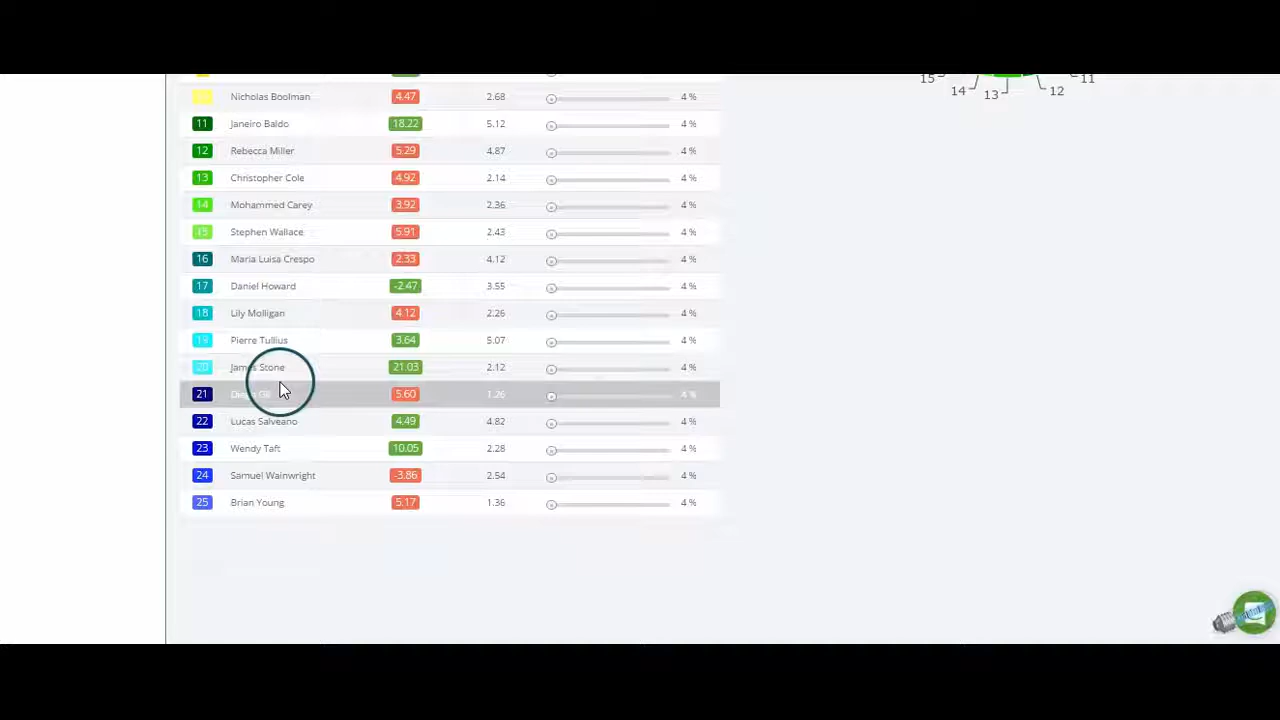 15
11
14
12
13
Nicholas Boolman 4.47 2.68 4 %
11 Janeiro Baldo 18.22 5.12 4 %
12 Rebecca Miller 5.29 4.87 4 %
13 Christopher Cole 4.92 2.14 4 %
14 Mohammed Carey 3.92 2.36 4 %
15 Stephen Wallace 5.91 2.43 4 %
16 Maria Luisa Crespo 2.33 4.12 4 %
17 Daniel Howard -2.47 3.55 4 %
18 Lily Molligan 4.12 2.26 4 %
19 Pierre Tullius 3.64 5.07 4 %
20 James Stone 21.03 2.12 4 %
21 5.60 1.26 4 %
22 Lucas Salveano 4.49 4.82 4 %
23 Wendy Taft 10.05 2.28 4 %
24 Samuel Wainwright -3.86 2.54 4 %
25 Brian Young 5.17 1.36 4 %